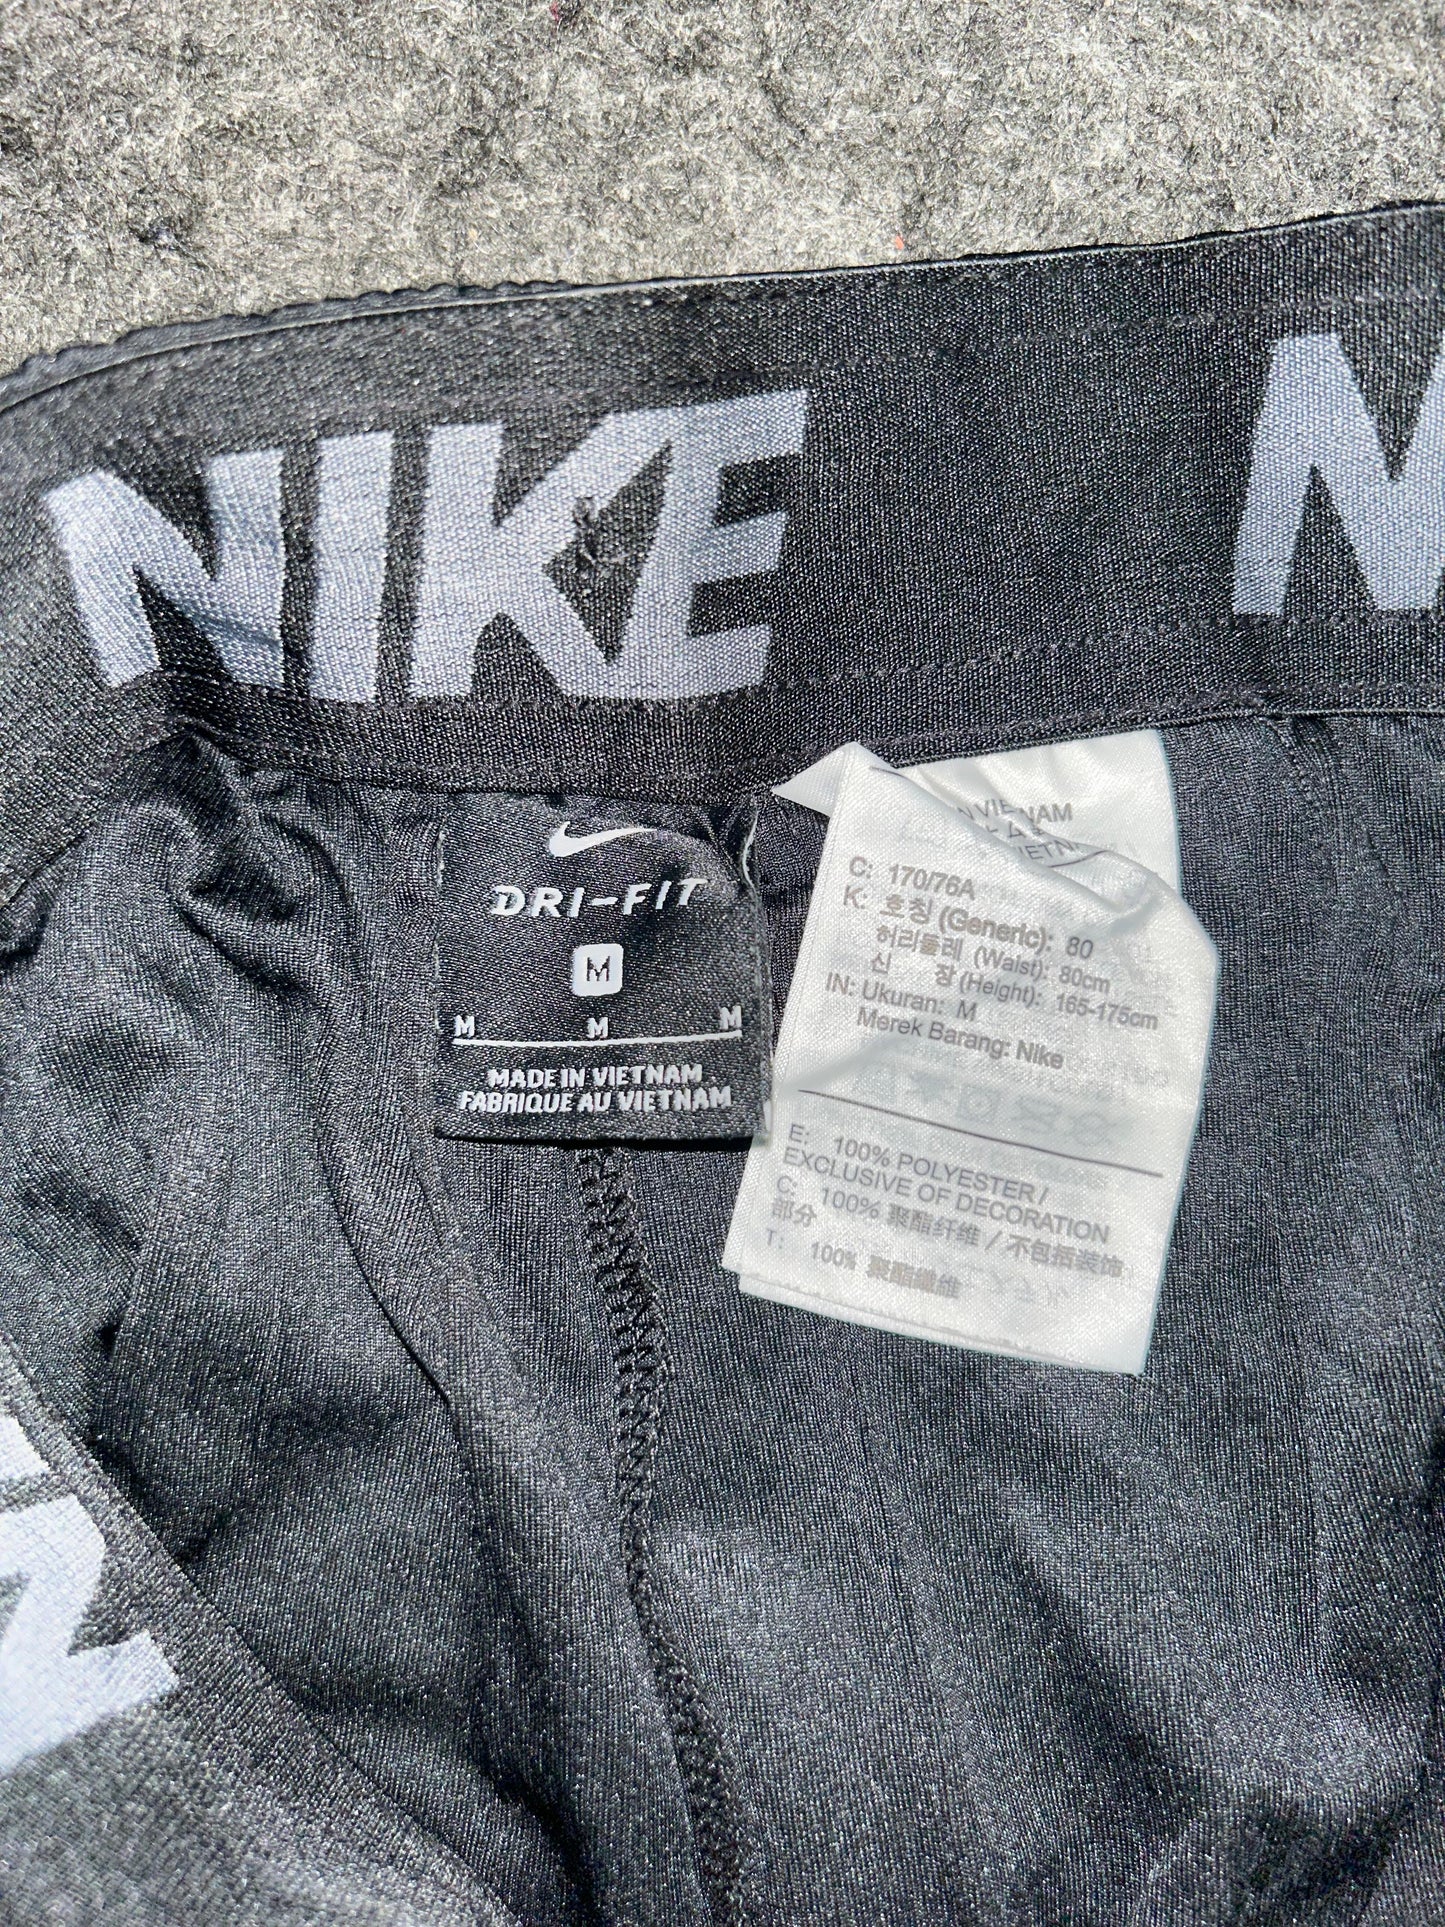 NIKE
DRI-FIT
M
M M M
MADE IN VIETNAM
FABRIQUE AU VIETNAM
VIETNAM
C: 170/76A
K: 호칭 (Generic): 80
허리둘레 (Waist): 80cm
신 장 (Height): 165-175cm
IN: Ukuran: M
Merek Barang: Nike
E: 100% POLYESTER /
EXCLUSIVE OF DECORATION
C: 100% 聚酯纤维 / 不包括装饰
部分
T: 100% 聚酯纖維